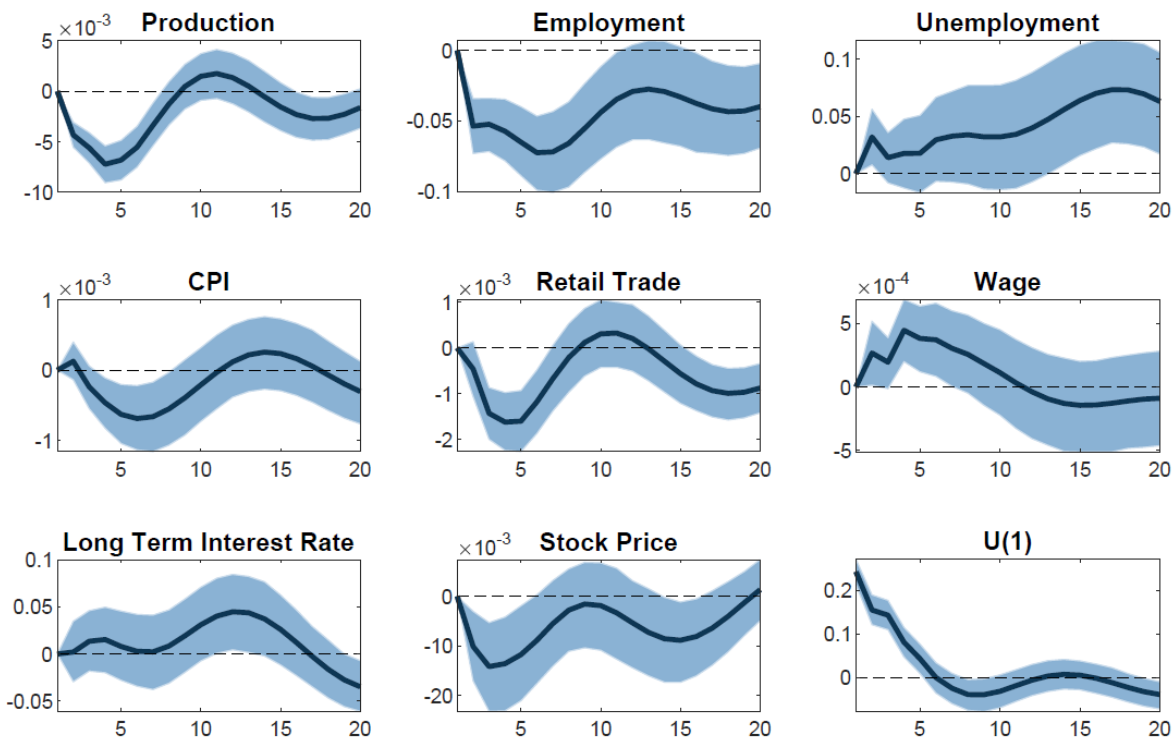 Production
×10⁻³
5
0
-5
-10
5 10 15 20
Employment
0
-0.05
-0.1
5 10 15 20
Unemployment
0.1
0.05
0
5 10 15 20
CPI
×10⁻³
1
0
-1
5 10 15 20
Retail Trade
×10⁻³
1
0
-1
-2
5 10 15 20
Wage
×10⁻⁴
5
0
-5
5 10 15 20
Long Term Interest Rate
0.1
0.05
0
-0.05
5 10 15 20
Stock Price
×10⁻³
0
-10
-20
5 10 15 20
U(1)
0.2
0.1
0
5 10 15 20